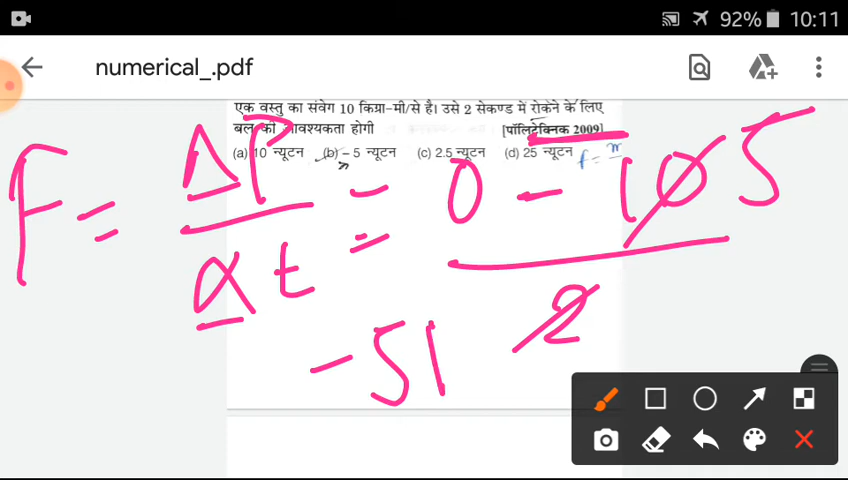 92% 10:11
numerical_.pdf
एक वस्तु का संवेग 10 किग्रा-मी/से है। उसे 2 सेकण्ड में रोकने के लिए
बल की आवश्यकता होगी [पॉलिटेक्निक 2009]
(a) 10 न्यूटन (b) – 5 न्यूटन (c) 2.5 न्यूटन (d) 25 न्यूटन
F = ΔP = 0 - 10 5
t 2
- 5